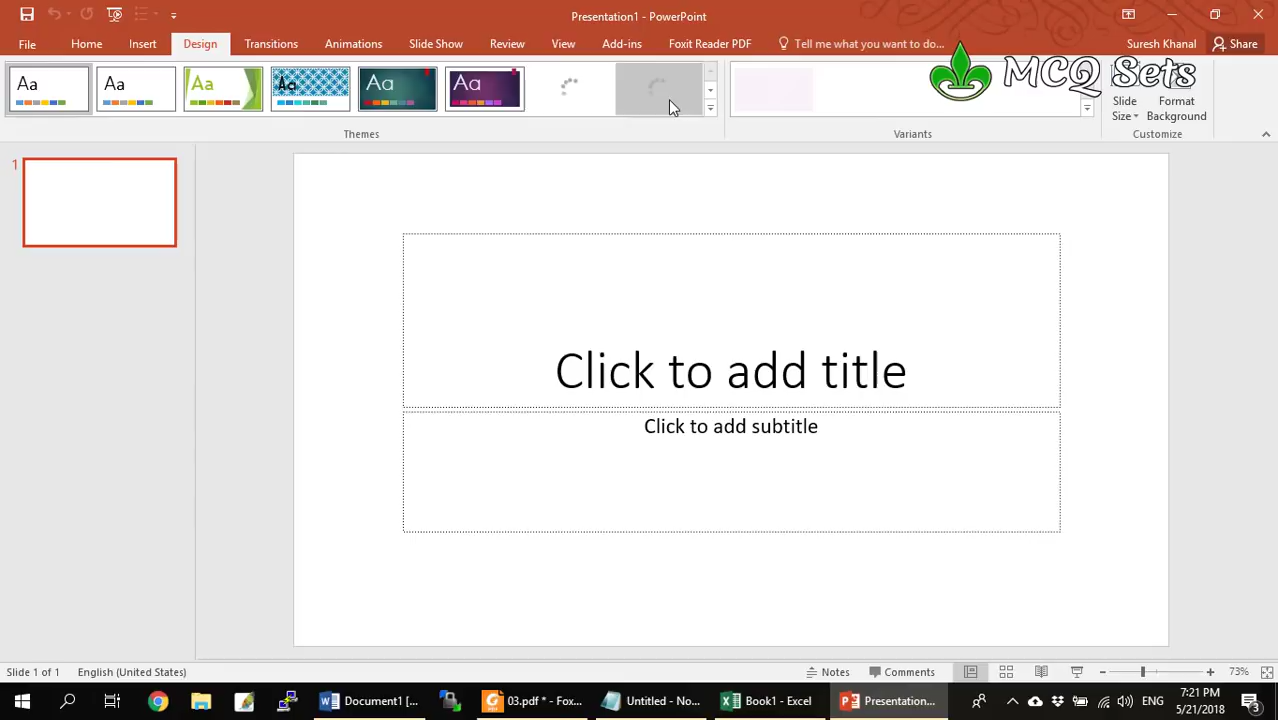 Presentation1 - PowerPoint
File Home Insert Design Transitions Animations Slide Show Review View Add-ins Foxit Reader PDF Tell me what you want to do... Suresh Khanal Share
MCQ Sets
Aa Aa Aa Aa Aa Aa
Slide Size
Format Background
Themes Variants Customize
1
Click to add title
Click to add subtitle
Slide 1 of 1 English (United States) Notes Comments 73%
Document1 [... 03.pdf * - Fox... Untitled - No... Book1 - Excel Presentation... ENG
7:21 PM
5/21/2018
3